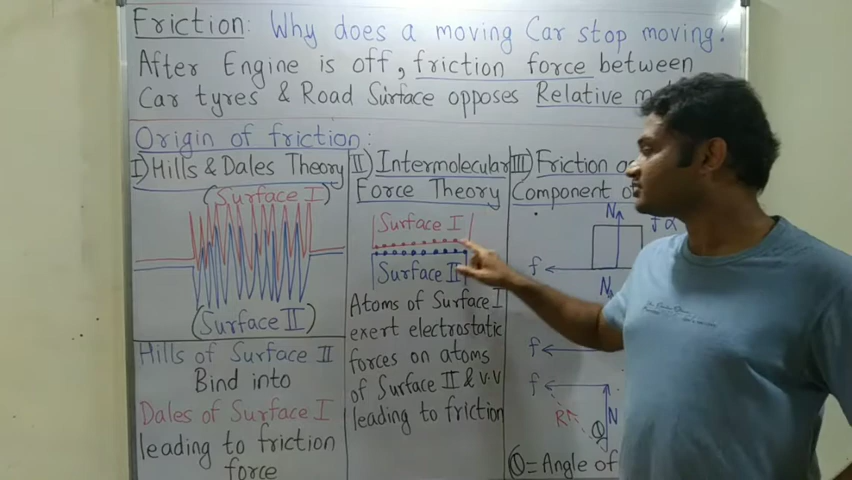 Friction: Why does a moving Car stop moving?
After Engine is off, friction force between
Car tyres & Road Surface opposes Relative
Origin of friction:
I) Hills & Dales Theory
(Surface I)
(Surface II)
Hills of Surface II
Bind into
Dales of Surface I
leading to friction
force
II) Intermolecular
Force Theory
Surface I
Surface II
Atoms of Surface I
exert electrostatic
forces on atoms
of Surface II & v.v
leading to friction
III) Friction
Component
N
f
N
f
f
R
N
θ
θ = Angle of